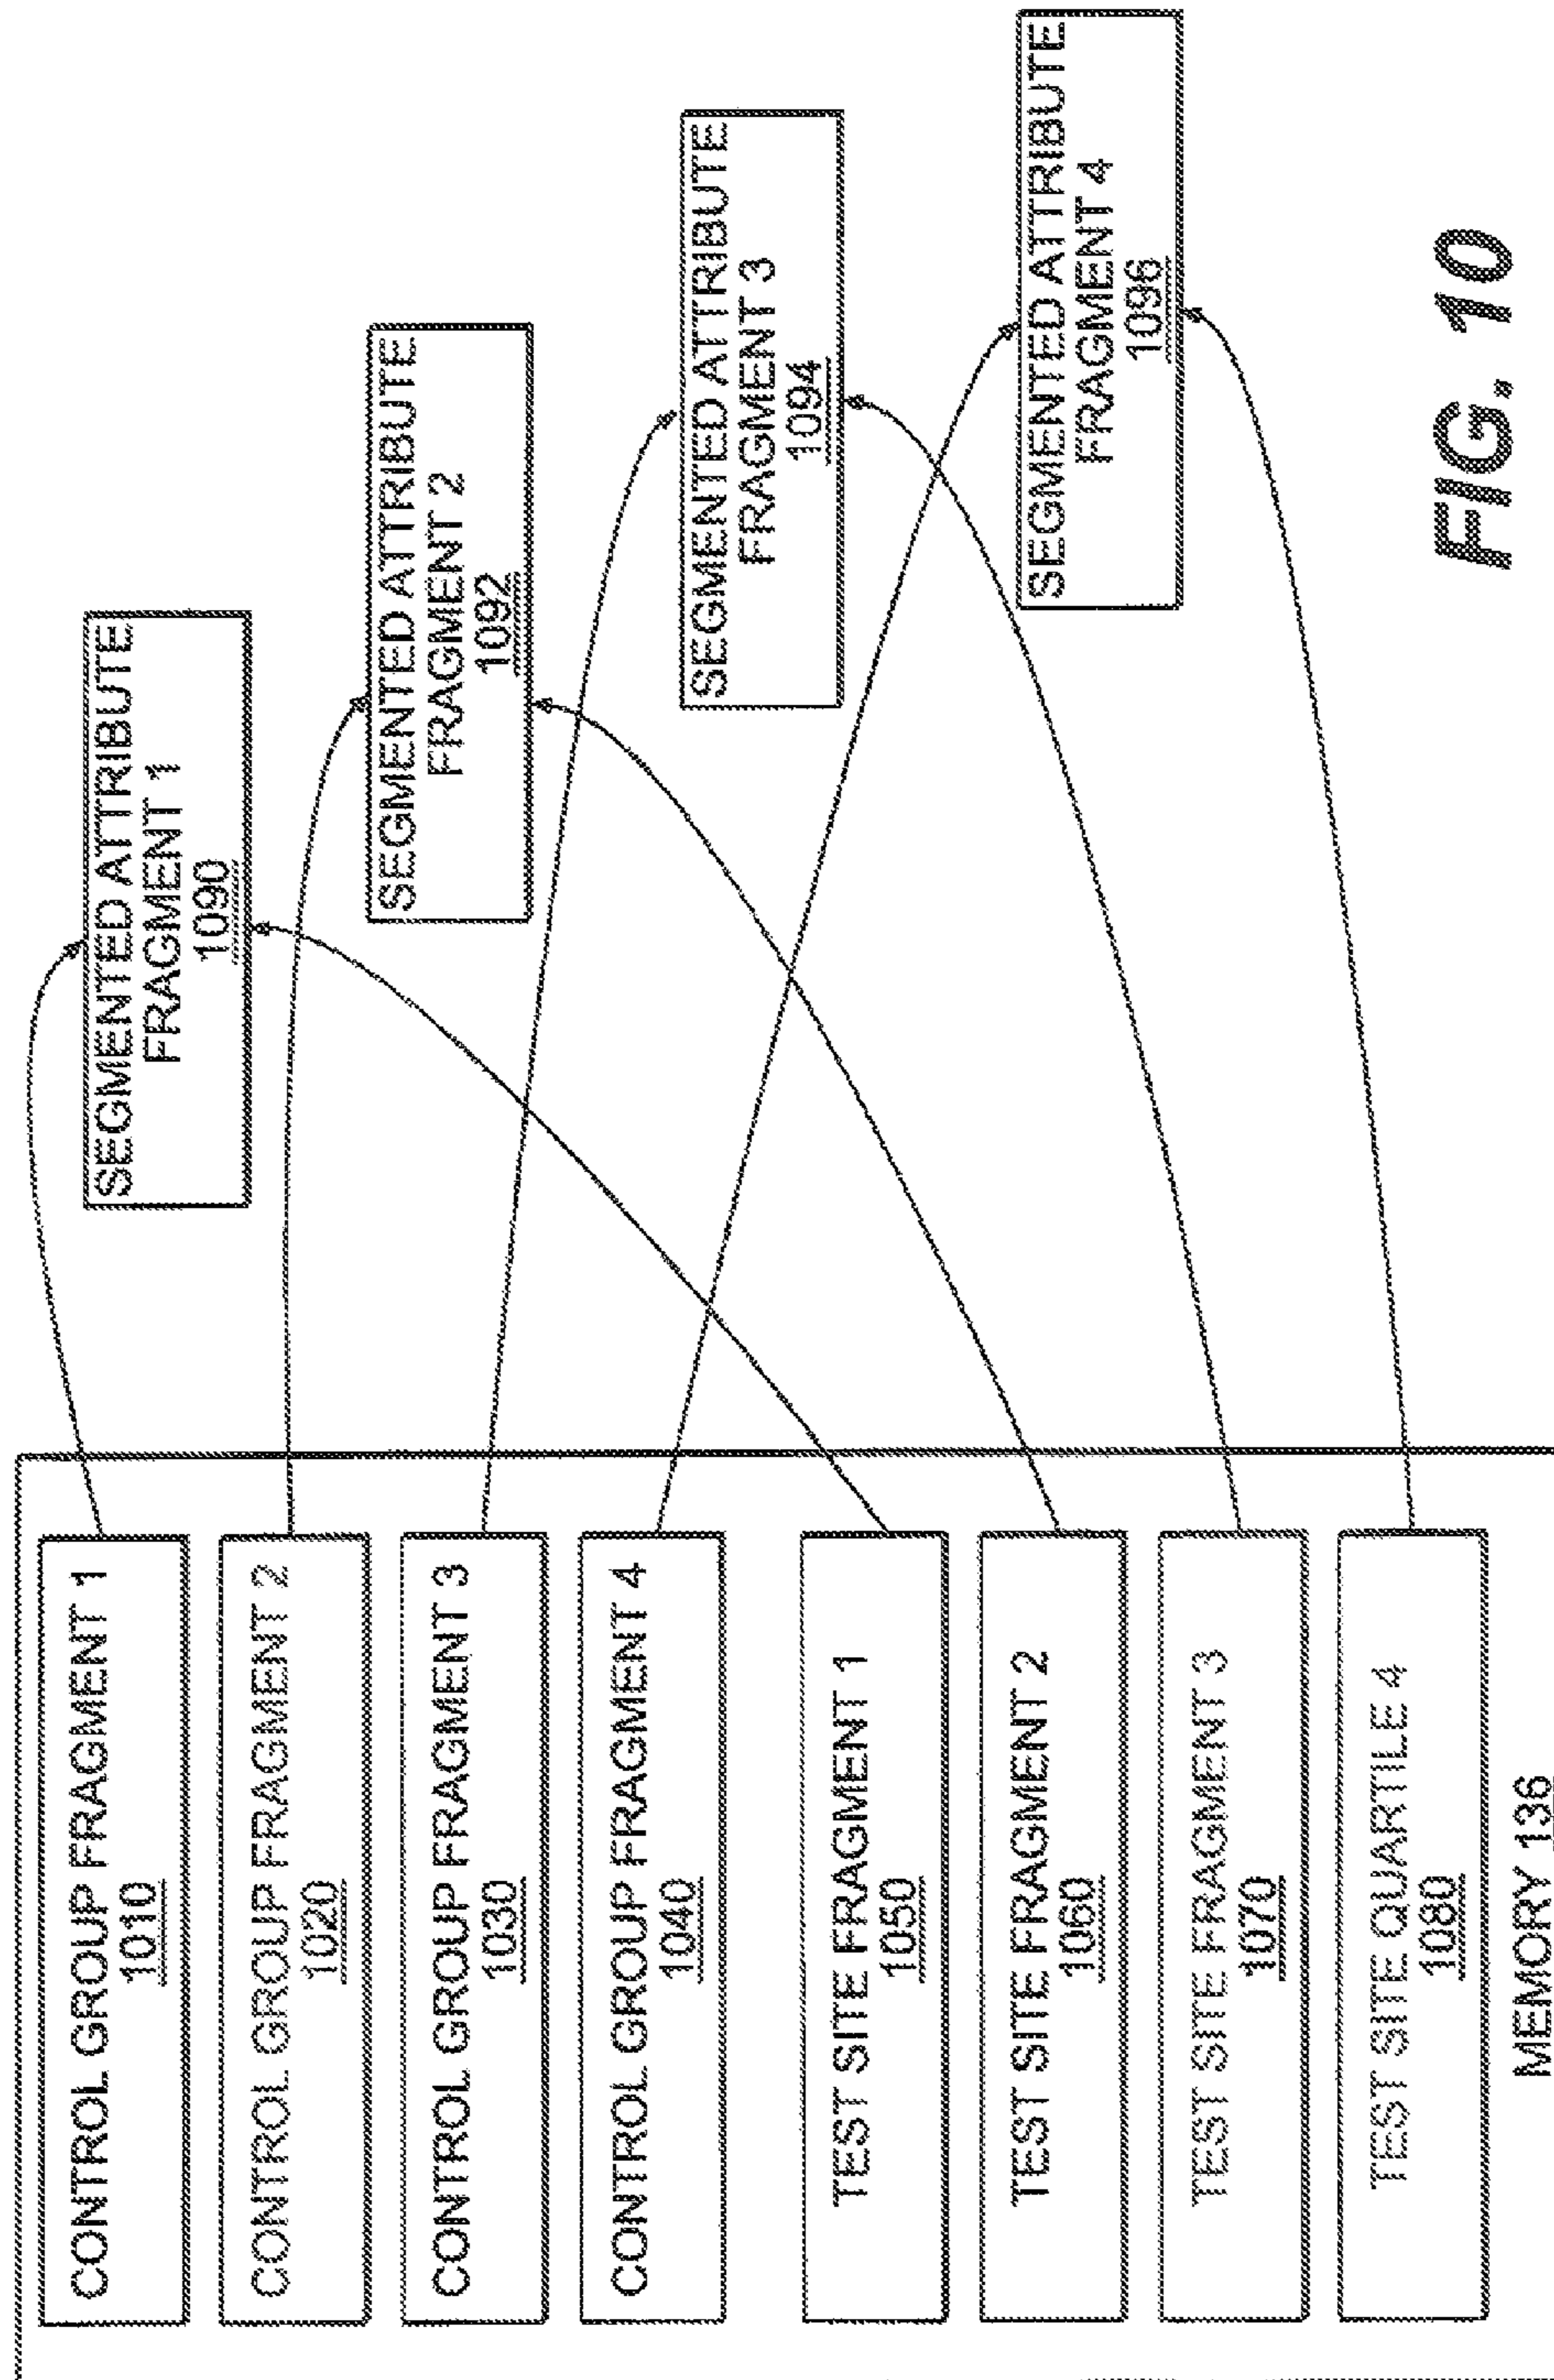 CONTROL GROUP FRAGMENT 1
1010
CONTROL GROUP FRAGMENT 2
1020
CONTROL GROUP FRAGMENT 3
1030
CONTROL GROUP FRAGMENT 4
1040
TEST SITE FRAGMENT 1
1050
TEST SITE FRAGMENT 2
1060
TEST SITE FRAGMENT 3
1070
TEST SITE QUARTILE 4
1080
MEMORY 136
SEGMENTED ATTRIBUTE
FRAGMENT 1
1090
SEGMENTED ATTRIBUTE
FRAGMENT 2
1092
SEGMENTED ATTRIBUTE
FRAGMENT 3
1094
SEGMENTED ATTRIBUTE
FRAGMENT 4
1096
FIG. 10